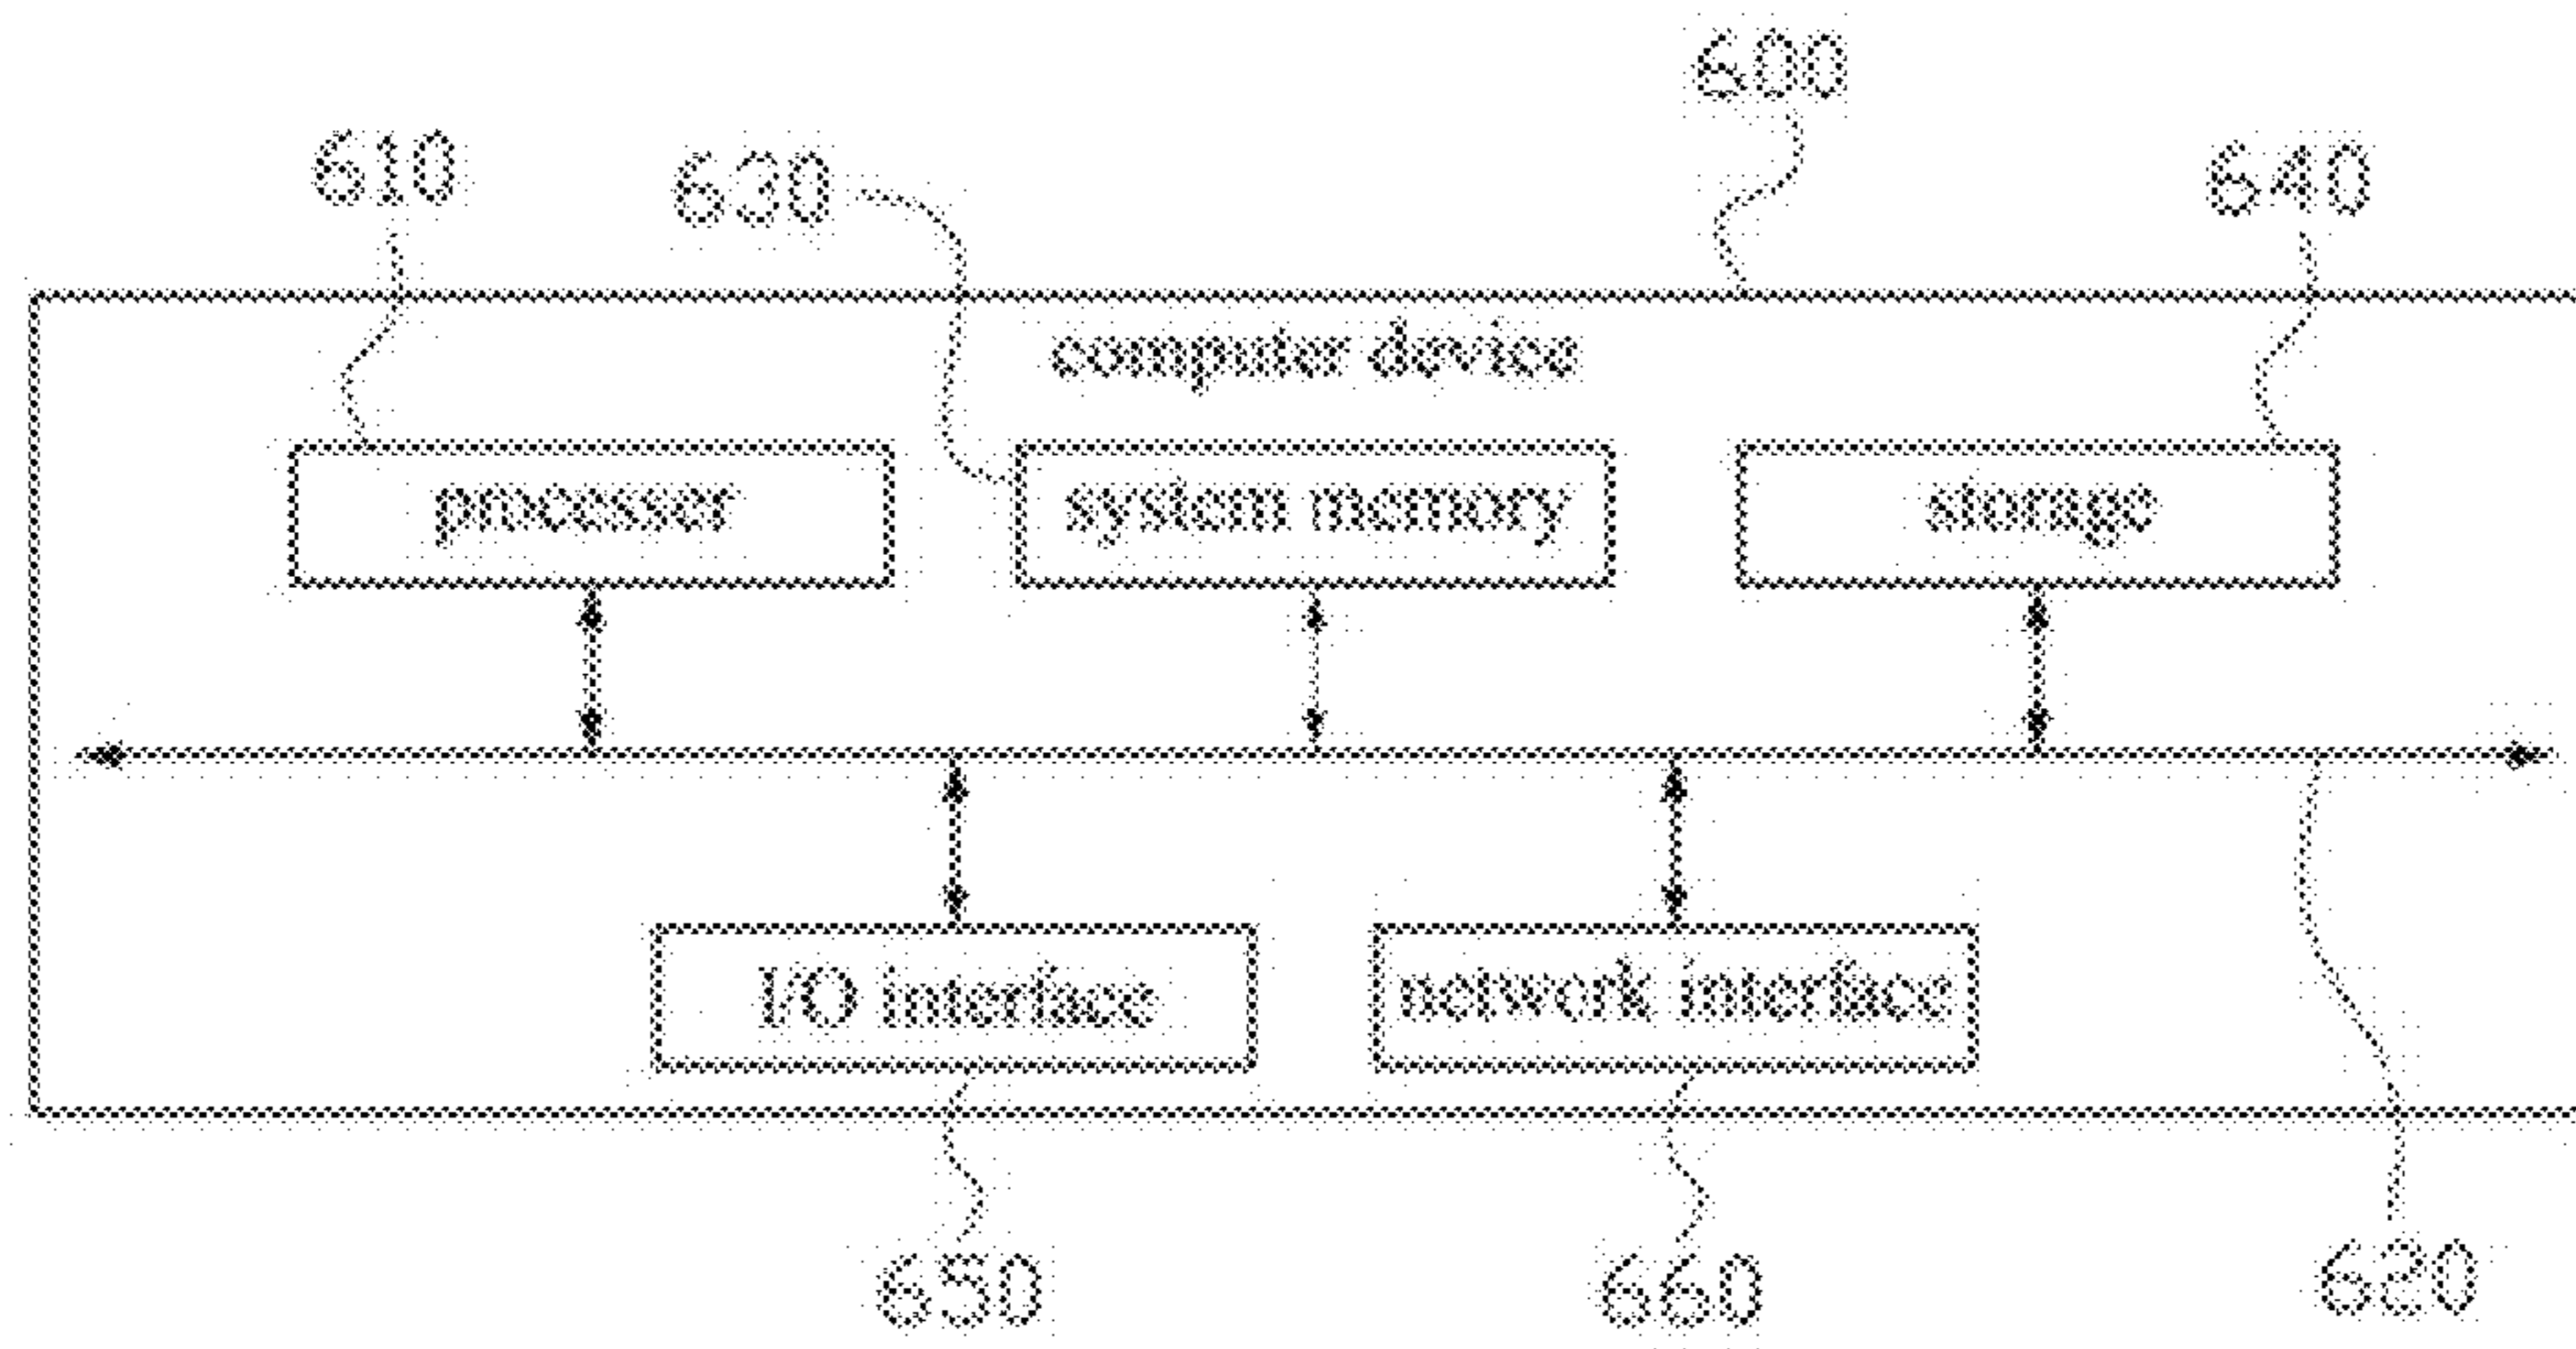 600
610
630
640
computer device
processer
system memory
storage
I/O interface
network interface
650
660
620